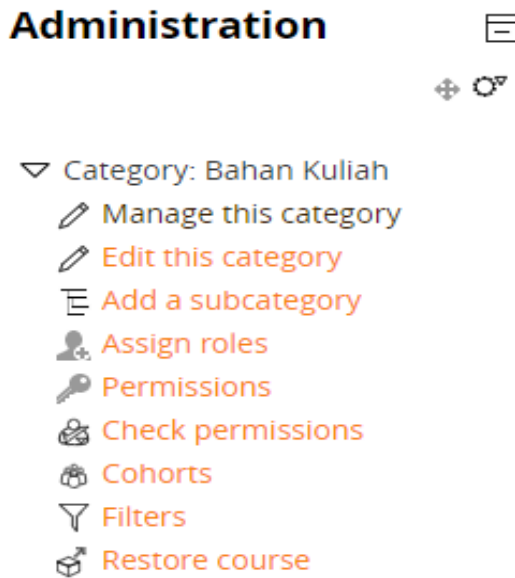 Administration
Category: Bahan Kuliah
Manage this category
Edit this category
Add a subcategory
Assign roles
Permissions
Check permissions
Cohorts
Filters
Restore course